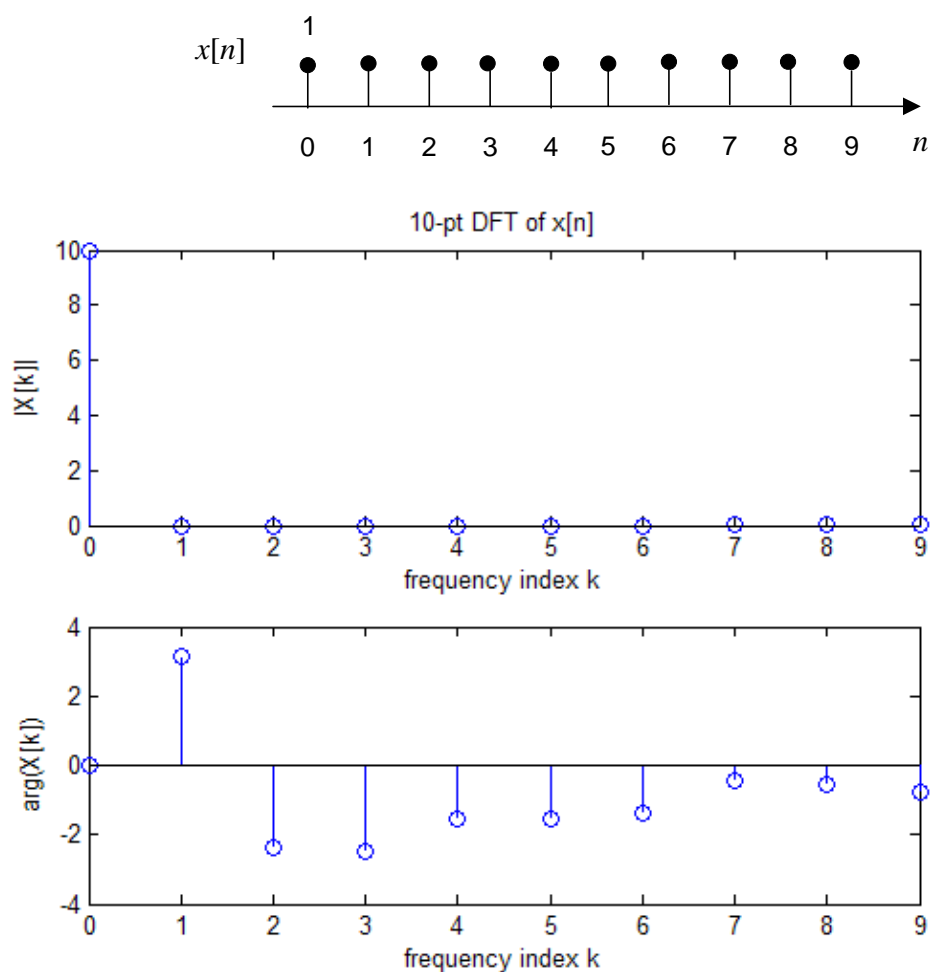 1
x[n]
0 1 2 3 4 5 6 7 8 9 n
10-pt DFT of x[n]
10
8
6
4
2
0
|X[k]|
0 1 2 3 4 5 6 7 8 9
frequency index k
4
2
0
-2
-4
arg(X[k])
0 1 2 3 4 5 6 7 8 9
frequency index k